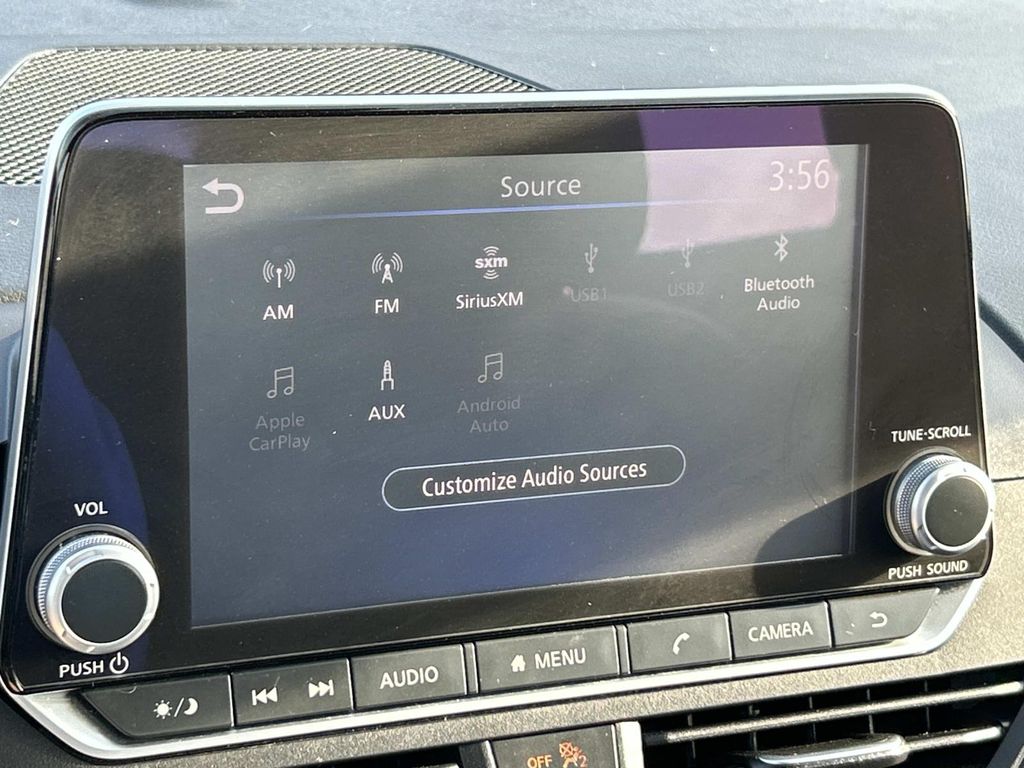 Source
3:56
sxm
AM
FM
SiriusXM
USB1
USB2
Bluetooth
Audio
Apple
CarPlay
AUX
Android
Auto
Customize Audio Sources
TUNE·SCROLL
VOL
PUSH SOUND
PUSH
AUDIO
MENU
CAMERA
OFF
2